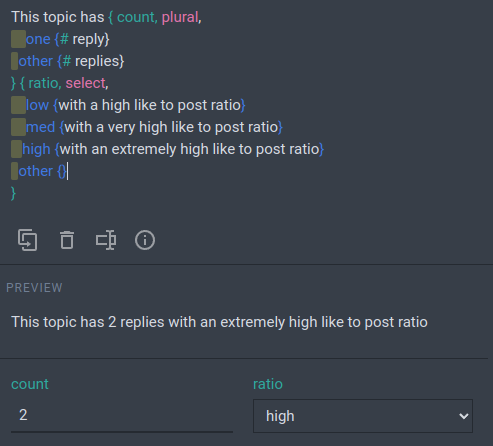 This topic has { count, plural,
one {# reply}
other {# replies}
} { ratio, select,
low {with a high like to post ratio}
med {with a very high like to post ratio}
high {with an extremely high like to post ratio}
other {}
}
PREVIEW
This topic has 2 replies with an extremely high like to post ratio
count ratio
2 high